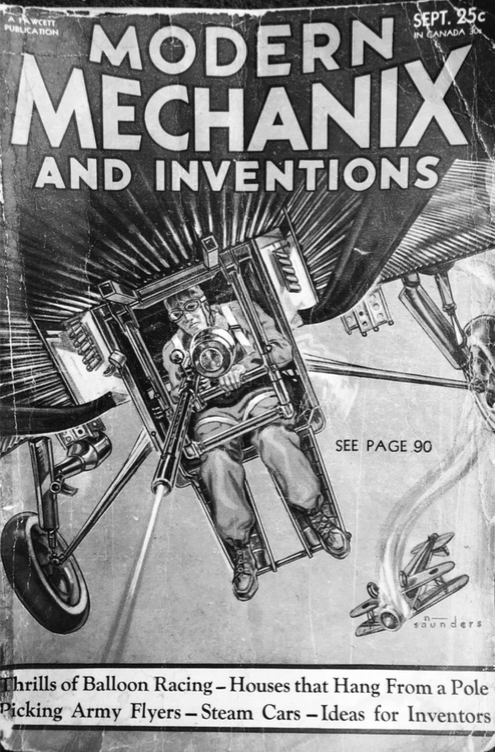 A FAWCETT
PUBLICATION
SEPT. 25c
IN CANADA 30c
MODERN
MECHANIX
AND INVENTIONS
SEE PAGE 90
n
saunders
Thrills of Balloon Racing – Houses that Hang From a Pole
Picking Army Flyers – Steam Cars – Ideas for Inventors